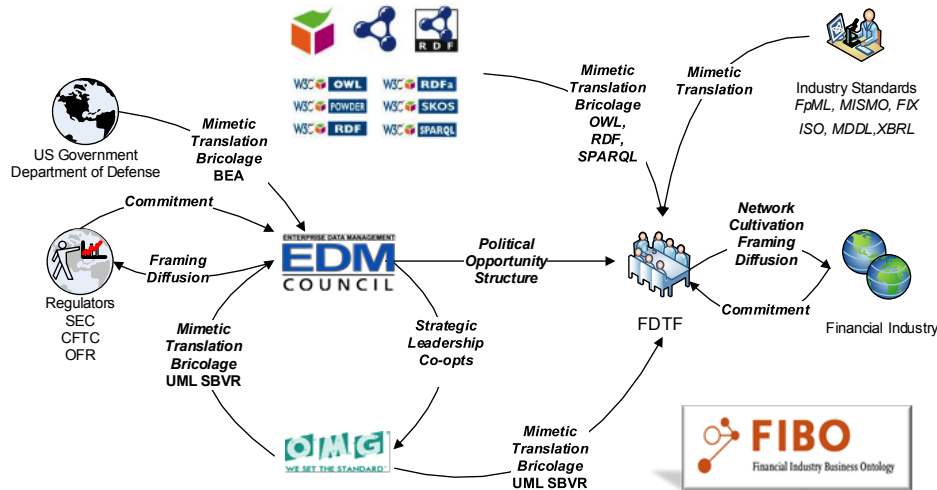 RDF
W3C OWL
W3C RDFa
W3C POWDER
W3C SKOS
W3C RDF
W3C SPARQL
Mimetic
Translation
Bricolage
OWL,
RDF,
SPARQL
Mimetic
Translation
Industry Standards
FpML, MISMO, FIX
ISO, MDDL,XBRL
US Government
Department of Defense
Mimetic
Translation
Bricolage
BEA
Commitment
Framing
Diffusion
Regulators
SEC
CFTC
OFR
ENTERPRISE DATA MANAGEMENT
EDM
COUNCIL
Political
Opportunity
Structure
FDTF
Network
Cultivation
Framing
Diffusion
Commitment
Financial Industry
Mimetic
Translation
Bricolage
UML SBVR
Strategic
Leadership
Co-opts
OMG
WE SET THE STANDARD™
Mimetic
Translation
Bricolage
UML SBVR
FIBO
Financial Industry Business Ontology